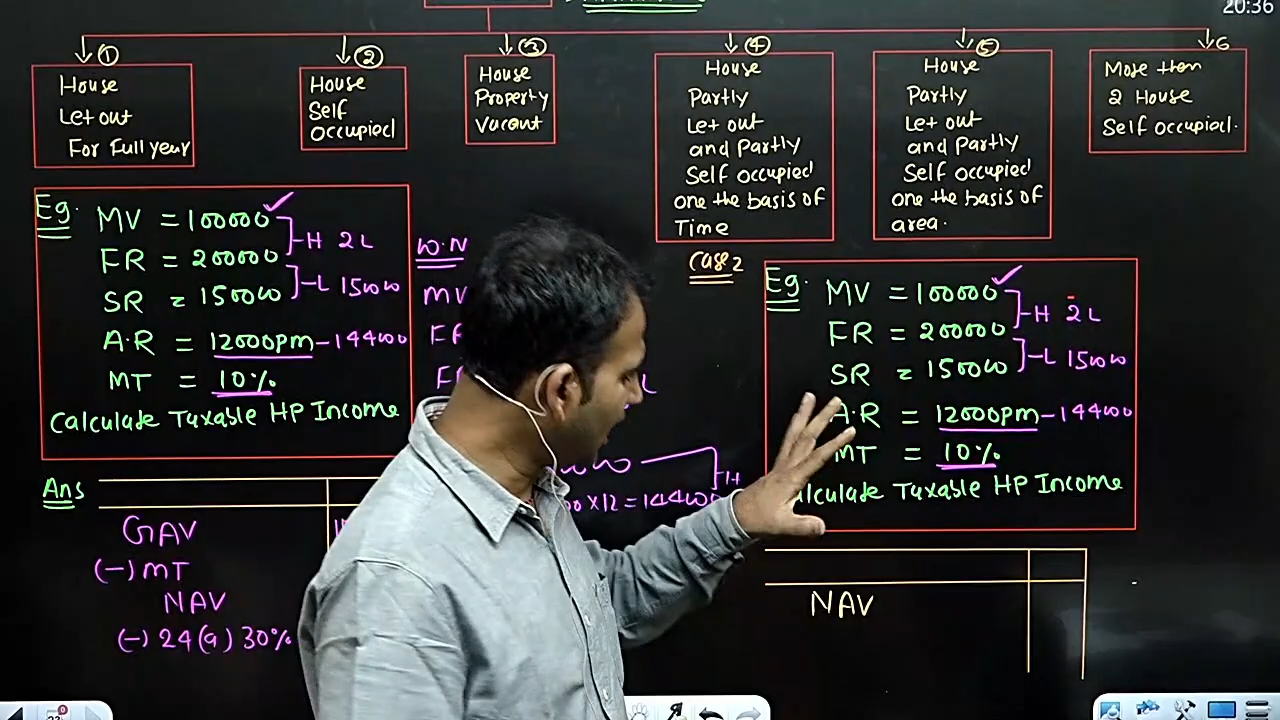 20:36
①
House
Let out
For Full year
②
House
Self
occupied
③
House
Property
Vacant
④
House
Partly
Let out
and Partly
Self occupied
one the basis of
Time
⑤
House
Partly
Let out
and Partly
Self occupied
one the basis of
area.
6
More then
2 House
Self occupied.
Eg. MV = 100000
FR = 200000
H 2L
SR = 150000
L 150000
A.R = 12000pm - 144000
MT = 10%
Calculate Taxable HP Income
W.N
MV
Case 2
Eg. MV = 100000
FR = 200000
H 2L
SR = 150000
L 150000
A.R = 12000pm - 144000
MT = 10%
Calculate Taxable HP Income
Ans
GAV
(-) MT
NAV
(-) 24(a) 30%
x12 = 14400
H
NAV